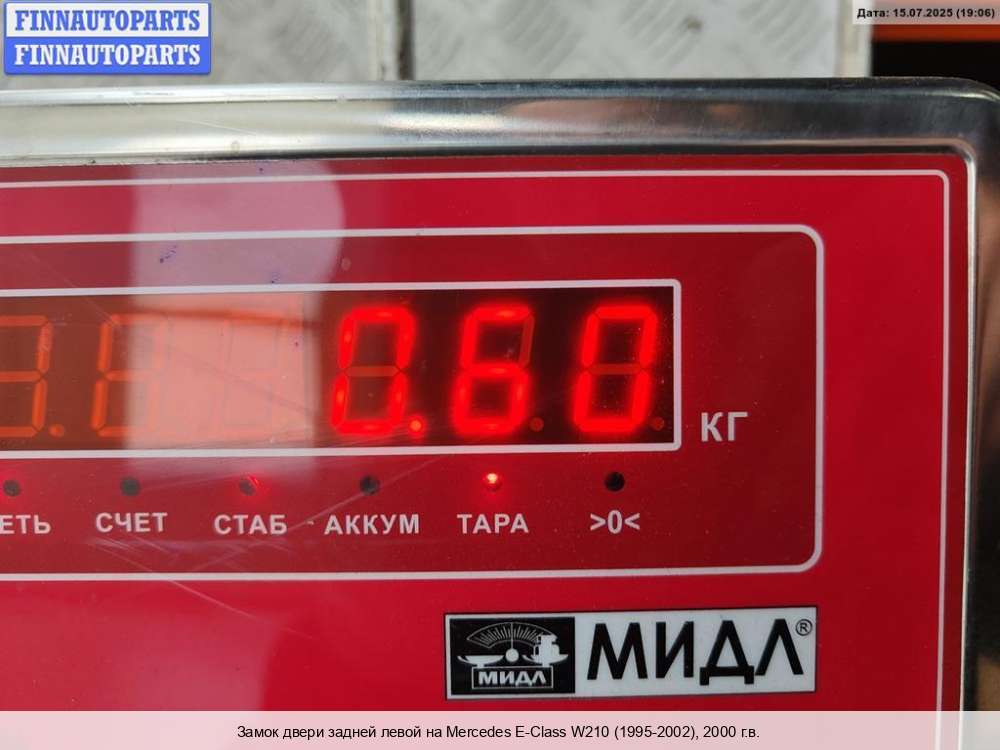 FINNAUTOPARTS
FINNAUTOPARTS
Дата: 15.07.2025 (19:06)
0.60
КГ
СЧЕТ СТАБ АККУМ ТАРА >0<
МИДЛ
МИДЛ®
Замок двери задней левой на Mercedes E-Class W210 (1995-2002), 2000 г.в.